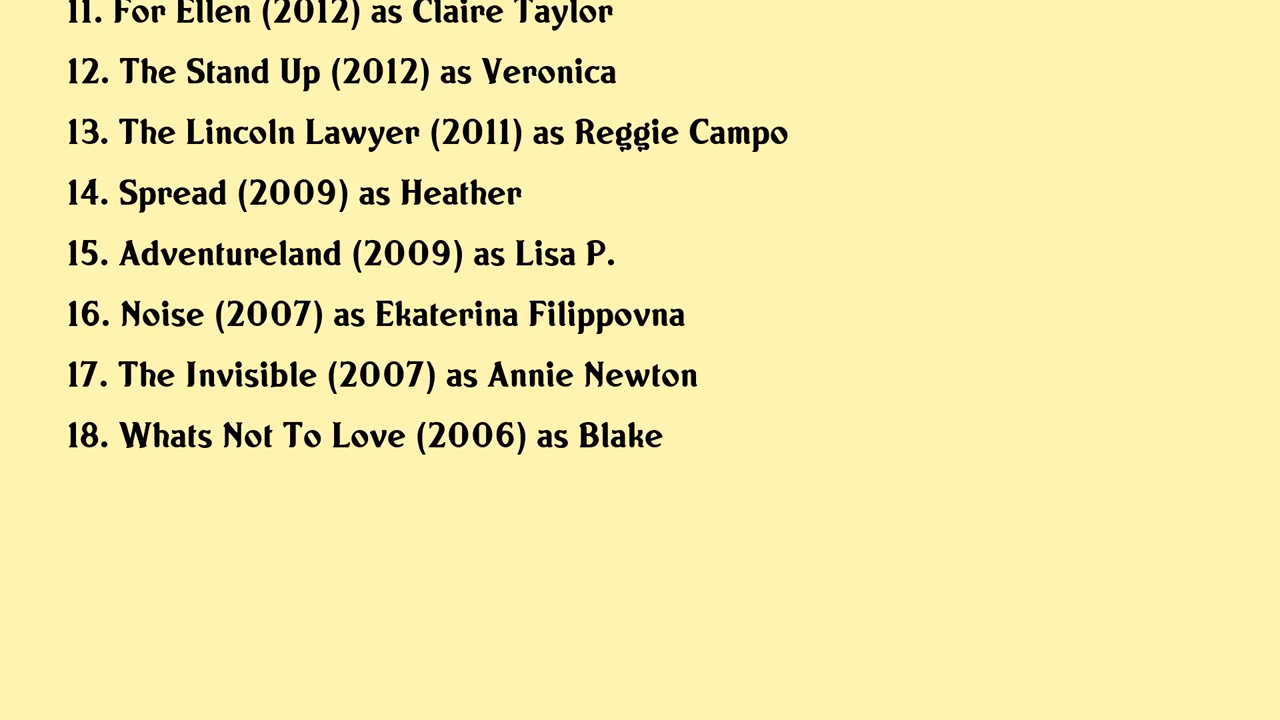 11. For Ellen (2012) as Claire Taylor
12. The Stand Up (2012) as Veronica
13. The Lincoln Lawyer (2011) as Reggie Campo
14. Spread (2009) as Heather
15. Adventureland (2009) as Lisa P.
16. Noise (2007) as Ekaterina Filippovna
17. The Invisible (2007) as Annie Newton
18. Whats Not To Love (2006) as Blake